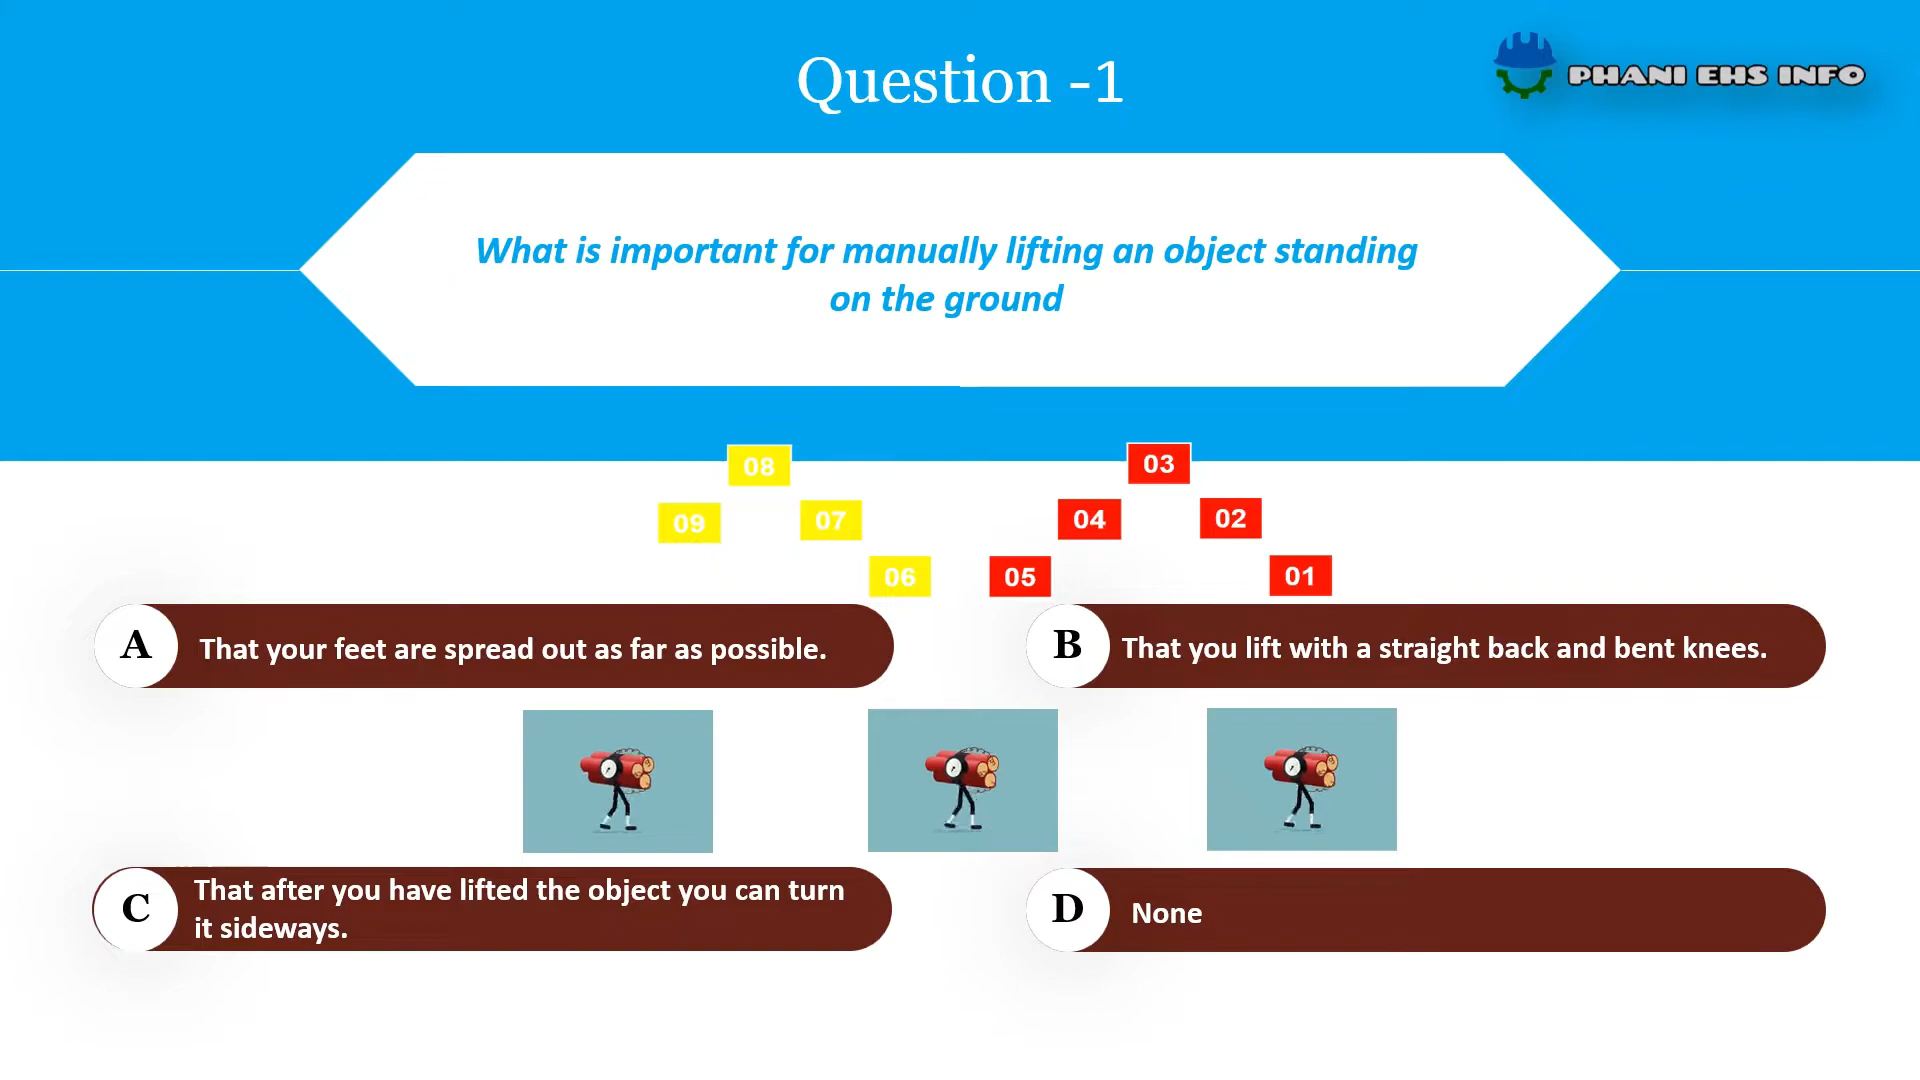 Question -1
PHANI EHS INFO
What is important for manually lifting an object standing
on the ground
08
03
09
07
04
02
06
05
01
A
That your feet are spread out as far as possible.
B
That you lift with a straight back and bent knees.
C
That after you have lifted the object you can turn
it sideways.
D
None